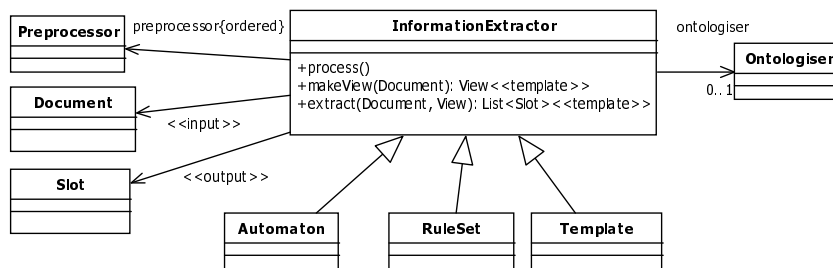 preprocessor{ordered}
InformationExtractor
ontologiser
Preprocessor
+process()
+makeView(Document): View<<template>>
+extract(Document, View): List<Slot><<template>>
Ontologiser
0..1
Document
<<input>>
Slot
<<output>>
Automaton
RuleSet
Template